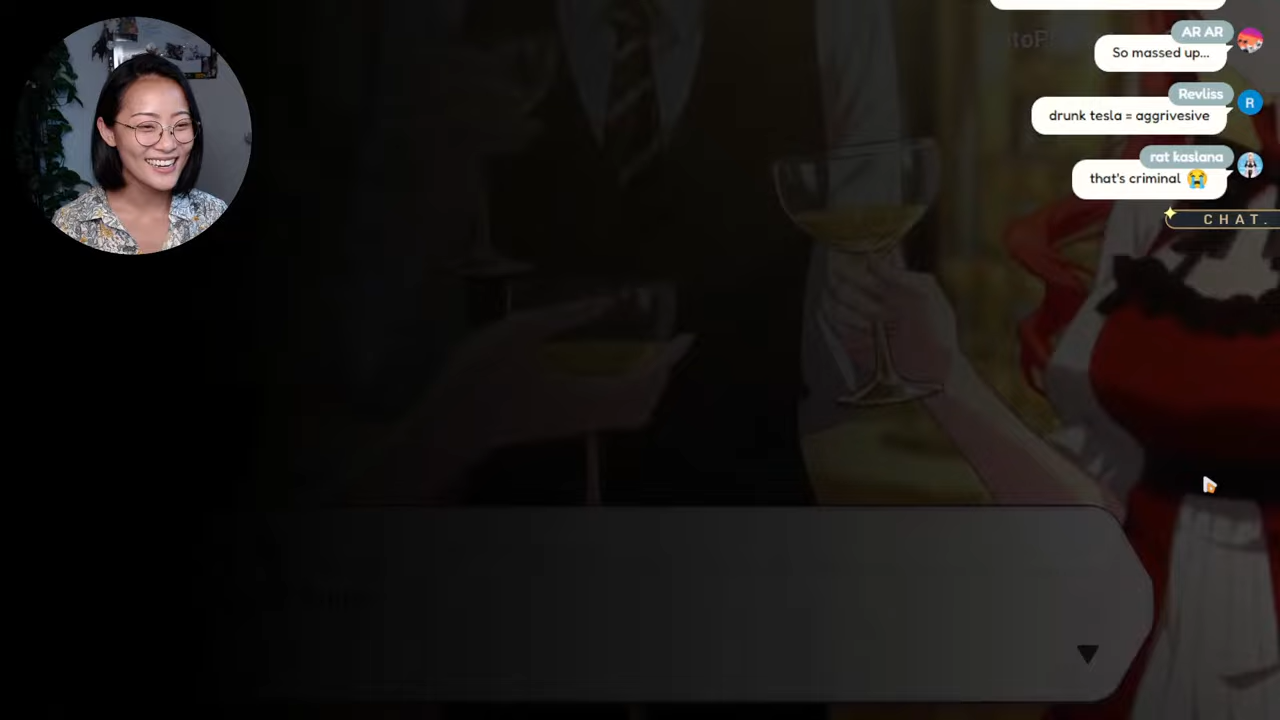 AR AR
So massed up...
Revliss
R
drunk tesla = aggrivesive
rat kaslana
that's criminal 😭
CHAT.